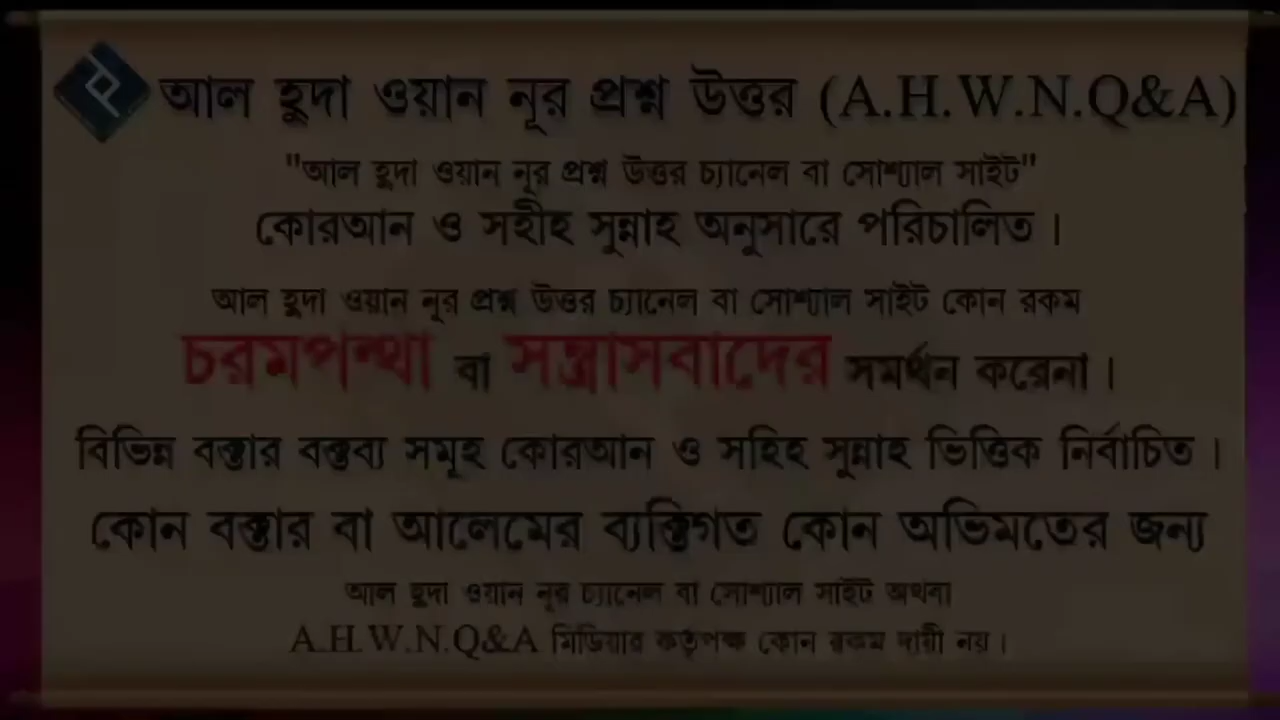 আল হুদা ওয়ান নূর প্রশ্ন উত্তর (A.H.W.N.Q&A)
"আল হুদা ওয়ান নূর প্রশ্ন উত্তর চ্যানেল বা সোশ্যাল সাইট"
কোরআন ও সহীহ সুন্নাহ অনুসারে পরিচালিত।
আল হুদা ওয়ান নূর প্রশ্ন উত্তর চ্যানেল বা সোশ্যাল সাইট কোন রকম
চরমপন্থা বা সন্ত্রাসবাদের সমর্থন করেনা।
বিভিন্ন বক্তার বক্তব্য সমূহ কোরআন ও সহিহ সুন্নাহ ভিত্তিক নির্বাচিত।
কোন বক্তার বা আলেমের ব্যক্তিগত কোন অভিমতের জন্য
আল হুদা ওয়ান নূর চ্যানেল বা সোশ্যাল সাইট অথবা
A.H.W.N.Q&A মিডিয়ার কর্তৃপক্ষ কোন রকম দায়ী নয়।